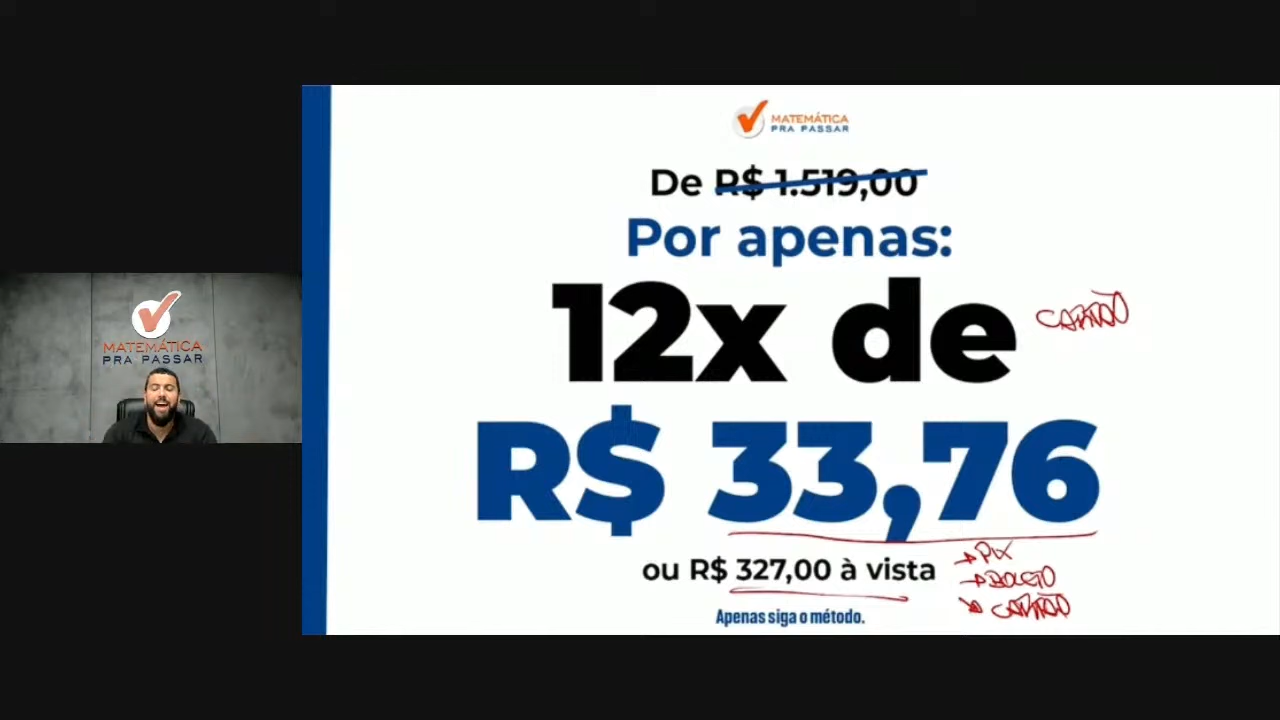 MATEMÁTICA
PRA PASSAR
De R$ 1.519,00
Por apenas:
12x de
CARTÃO
R$ 33,76
ou R$ 327,00 à vista
→ PIX
→ BOLETO
→ CARTÃO
Apenas siga o método.
MATEMÁTICA
PRA PASSAR